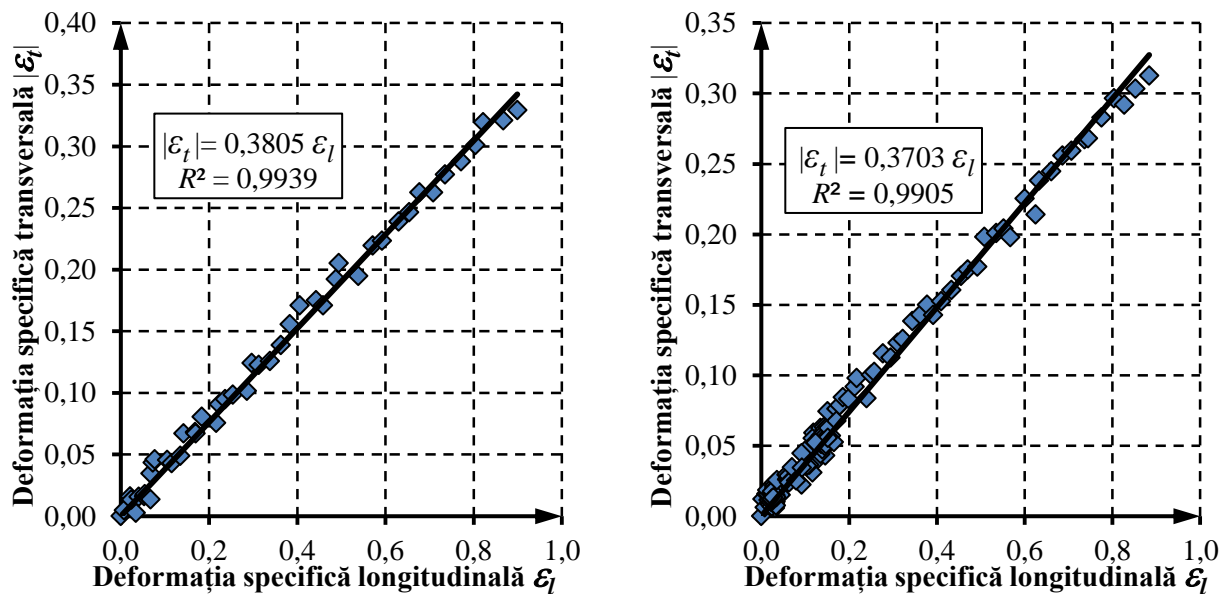 Deformația specifică transversală |εt|
0,40
0,35
0,30
0,25
0,20
0,15
0,10
0,05
0,00
|εt|= 0,3805 εl
R² = 0,9939
0,0 0,2 0,4 0,6 0,8 1,0
Deformația specifică longitudinală εl
Deformația specifică transversală |εt|
0,35
0,30
0,25
0,20
0,15
0,10
0,05
0,00
|εt|= 0,3703 εl
R² = 0,9905
0,0 0,2 0,4 0,6 0,8 1,0
Deformația specifică longitudinală εl